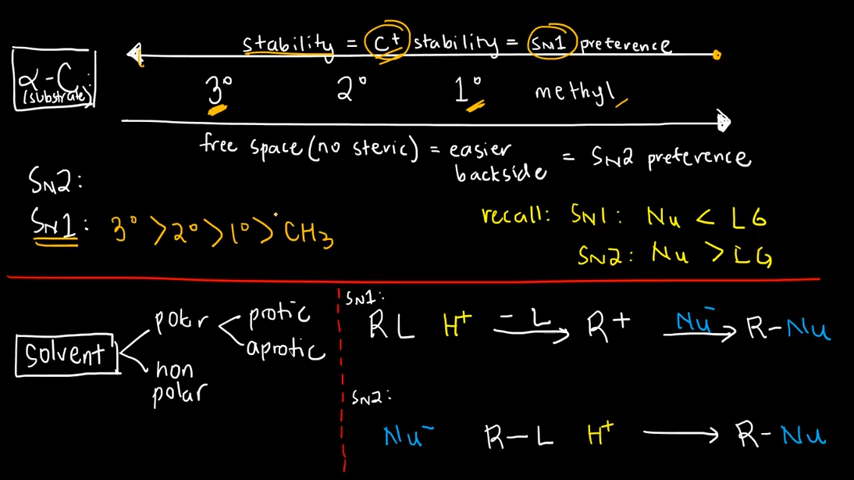 stability = C+ stability = SN1 preterence
α-C:
(substrate)
3° 2° 1° methyl
free space (no steric) = easier backside = SN2 preference
SN2:
SN1: 3° > 2° > 1° > CH3
recall: SN1: Nu < LG
SN2: Nu > LG
solvent
polar
protic
aprotic
non polar
SN1:
RL H+ - L R+ Nu- R-Nu
SN2:
Nu- R-L H+ R-Nu